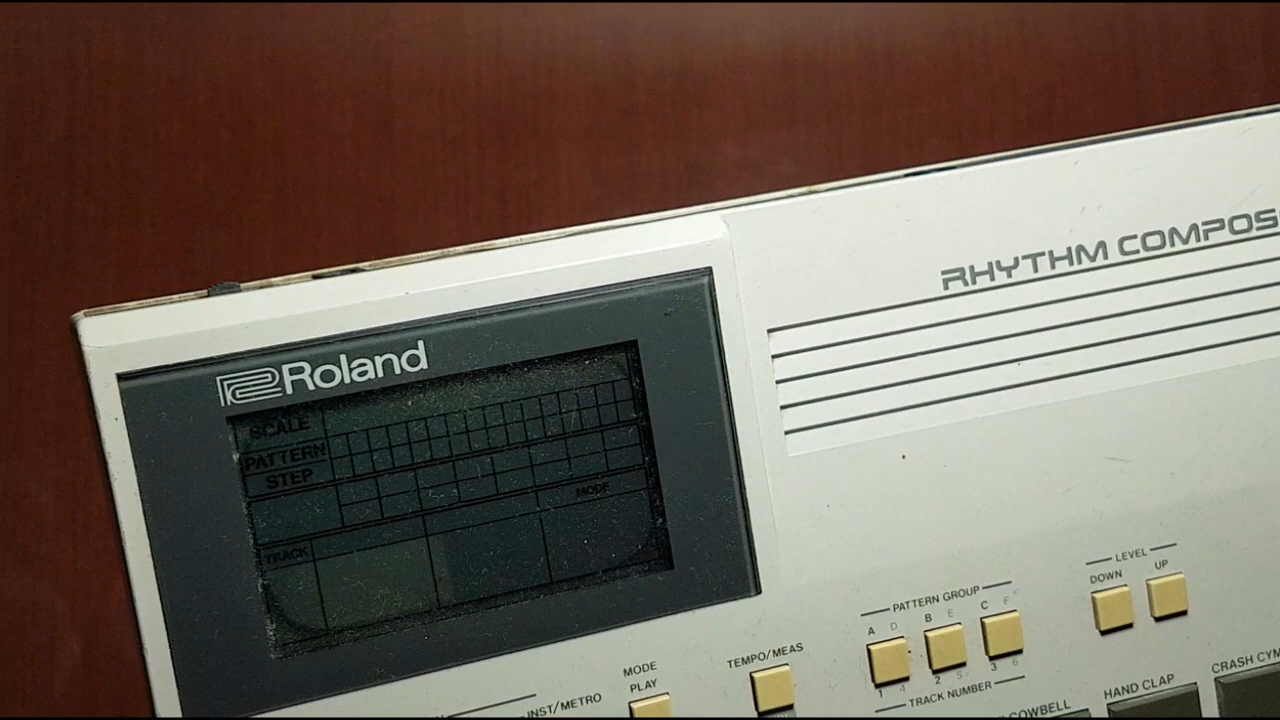 RHYTHM COMPOS
Roland
SCALE
PATTERN
STEP
MODE
TRACK
LEVEL
DOWN UP
PATTERN GROUP
A D B E C F
1 4 2 5 3 6
TRACK NUMBER
TEMPO/MEAS
MODE
PLAY
INST/METRO
CRASH CYM
HAND CLAP
COWBELL